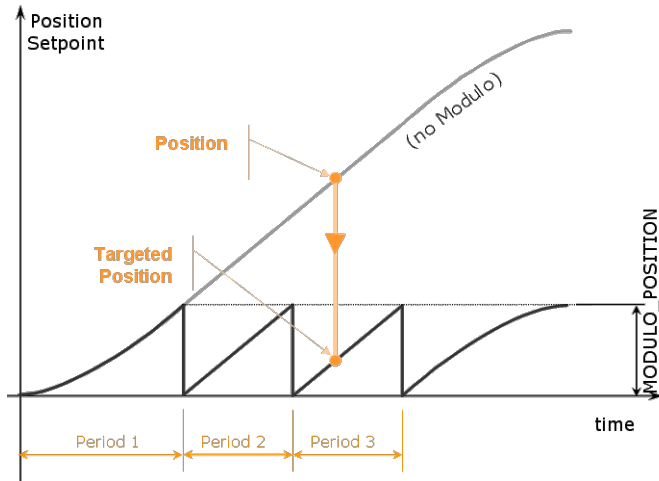 Position
Setpoint
(no Modulo)
Position
Targeted
Position
MODULO_POSITION
time
Period 1
Period 2
Period 3